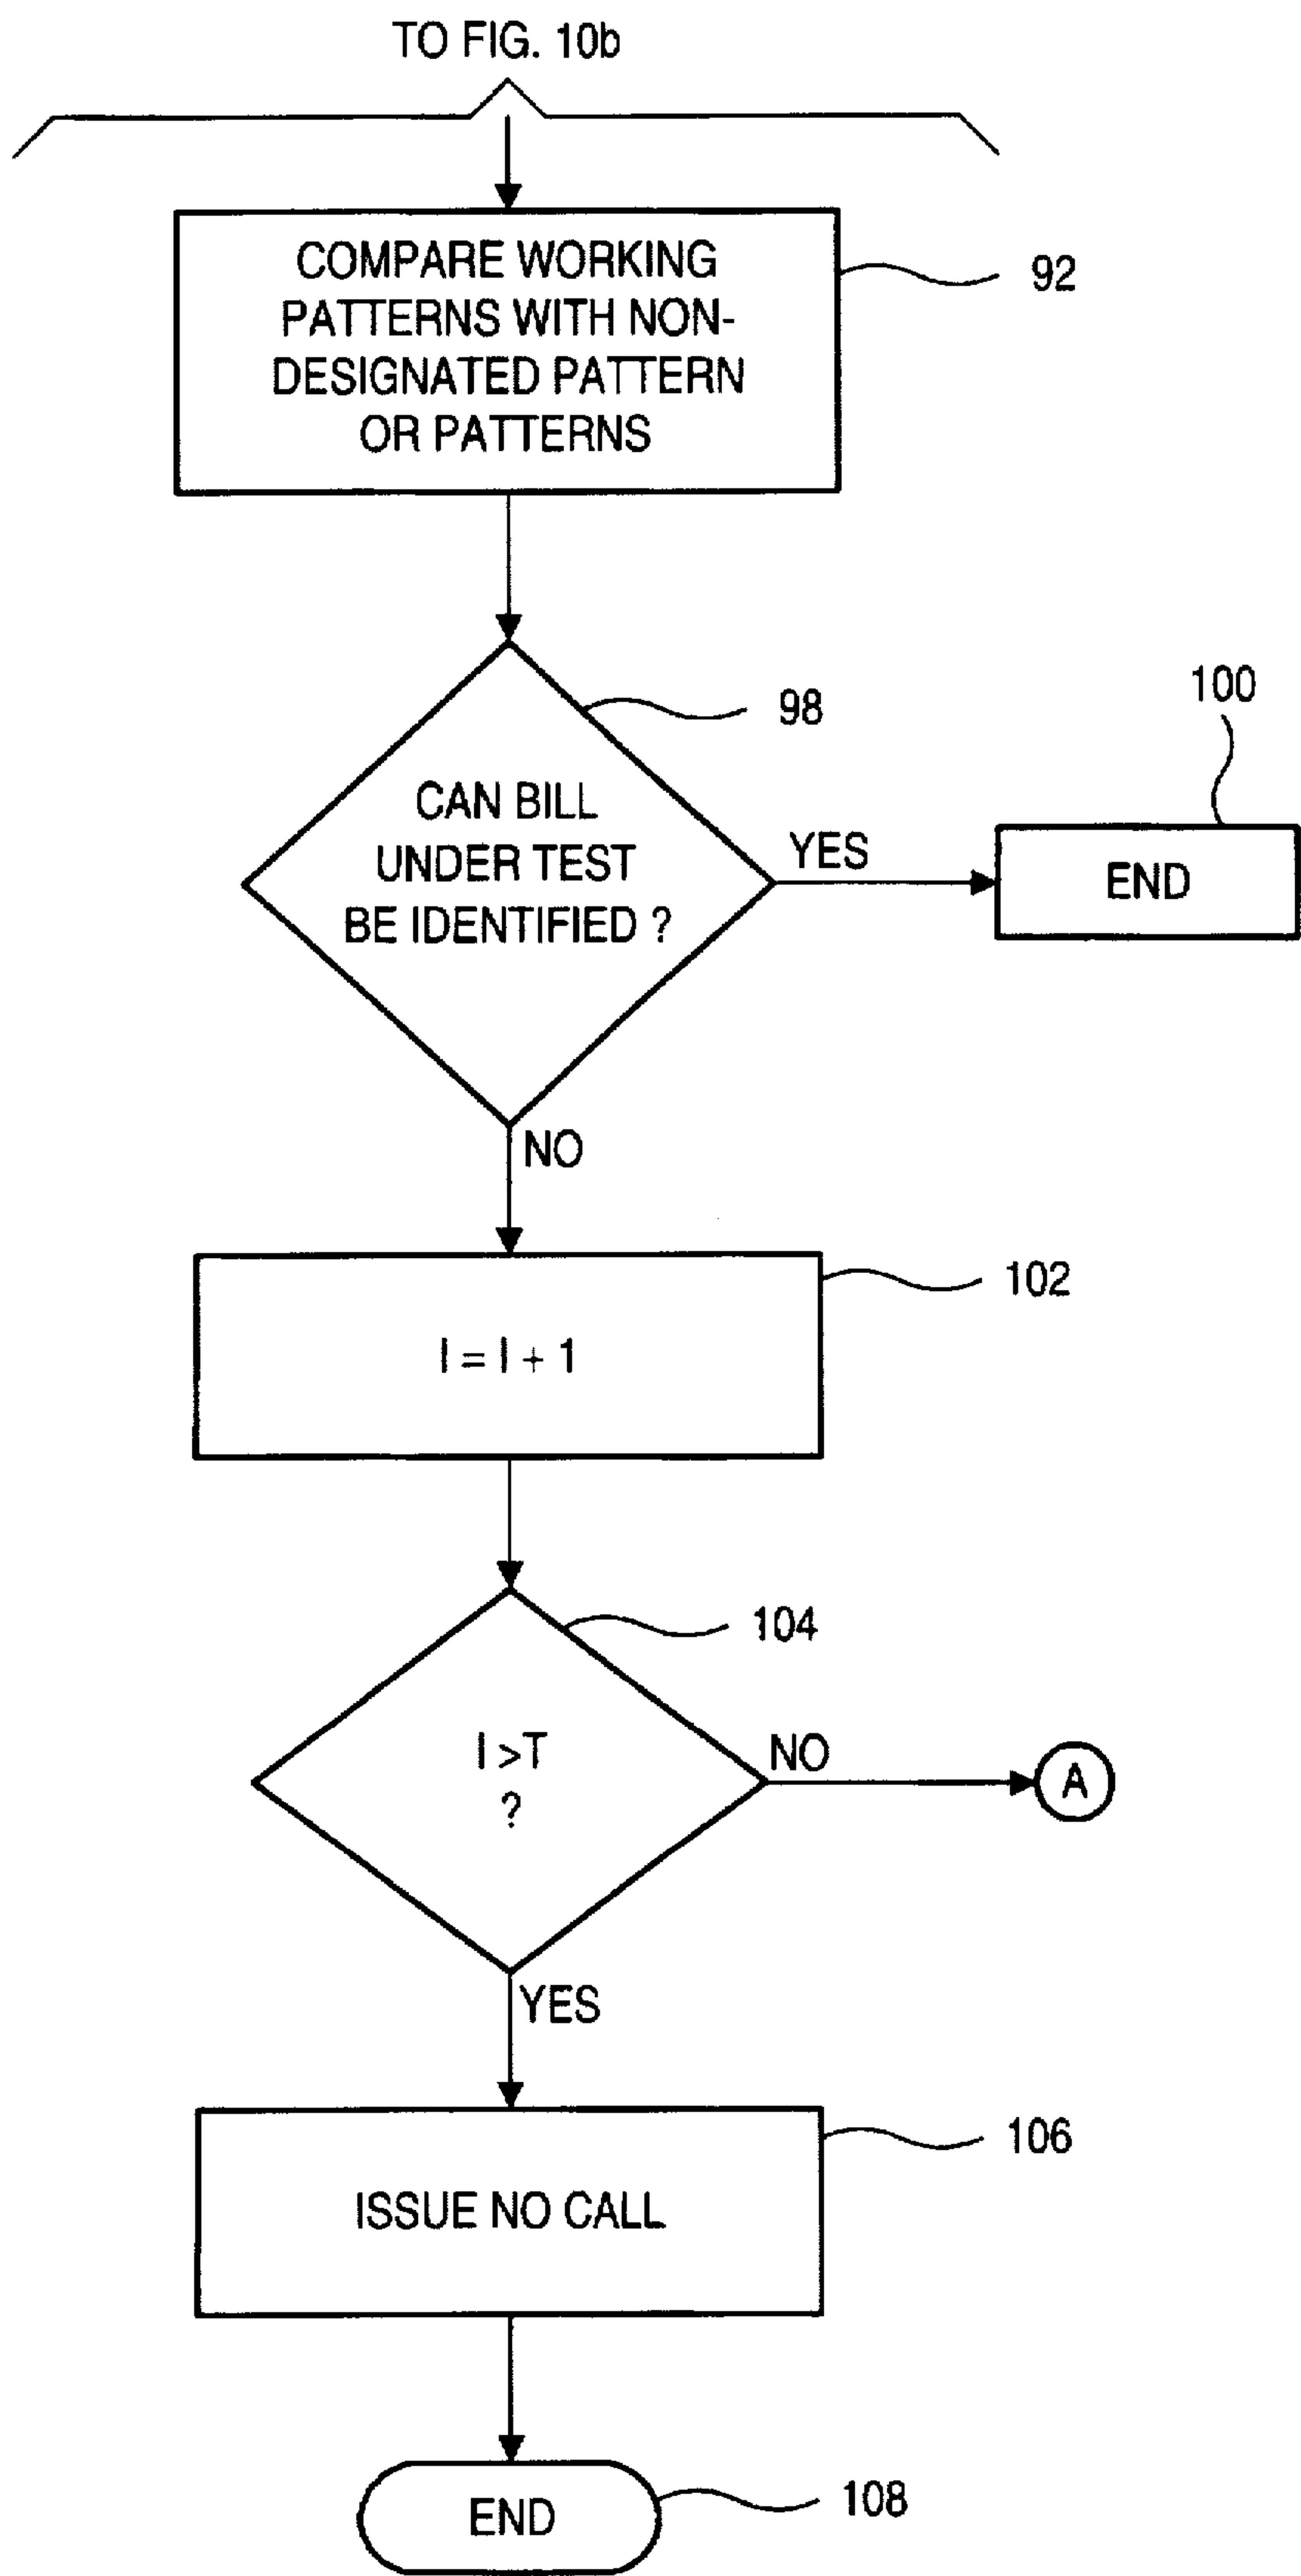 TO FIG. 10b
COMPARE WORKING
PATTERNS WITH NON-
DESIGNATED PATTERN
OR PATTERNS
92
98
100
CAN BILL
UNDER TEST
BE IDENTIFIED ?
YES
END
NO
102
I = I + 1
104
I >T
?
NO
A
YES
106
ISSUE NO CALL
END
108